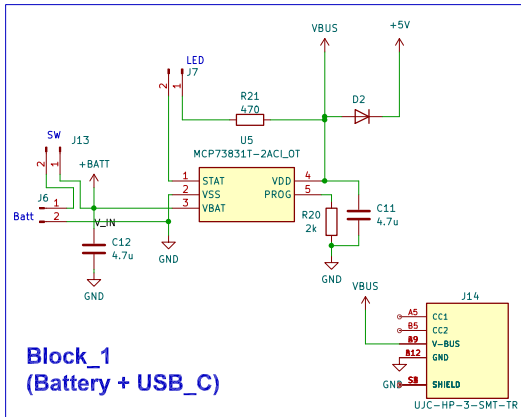 VBUS
+5V
LED
J7
2
1
R21
470
D2
U5
MCP73831T-2ACI_OT
SW
J13
2
1
+BATT
1
STAT
VDD
4
2
VSS
PROG
5
3
VBAT
J6
1
Batt
2
V_IN
R20
2k
C11
4.7u
C12
4.7u
GND
GND
GND
VBUS
J14
A5
CC1
B5
CC2
V-BUS
GND
GND
SHIELD
UJC-HP-3-SMT-TR
Block_1
(Battery + USB_C)